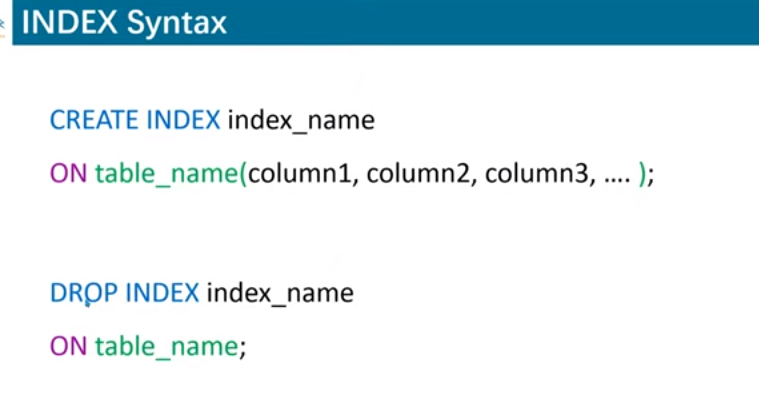 INDEX Syntax
CREATE INDEX index_name
ON table_name(column1, column2, column3, .... );
DROP INDEX index_name
ON table_name;